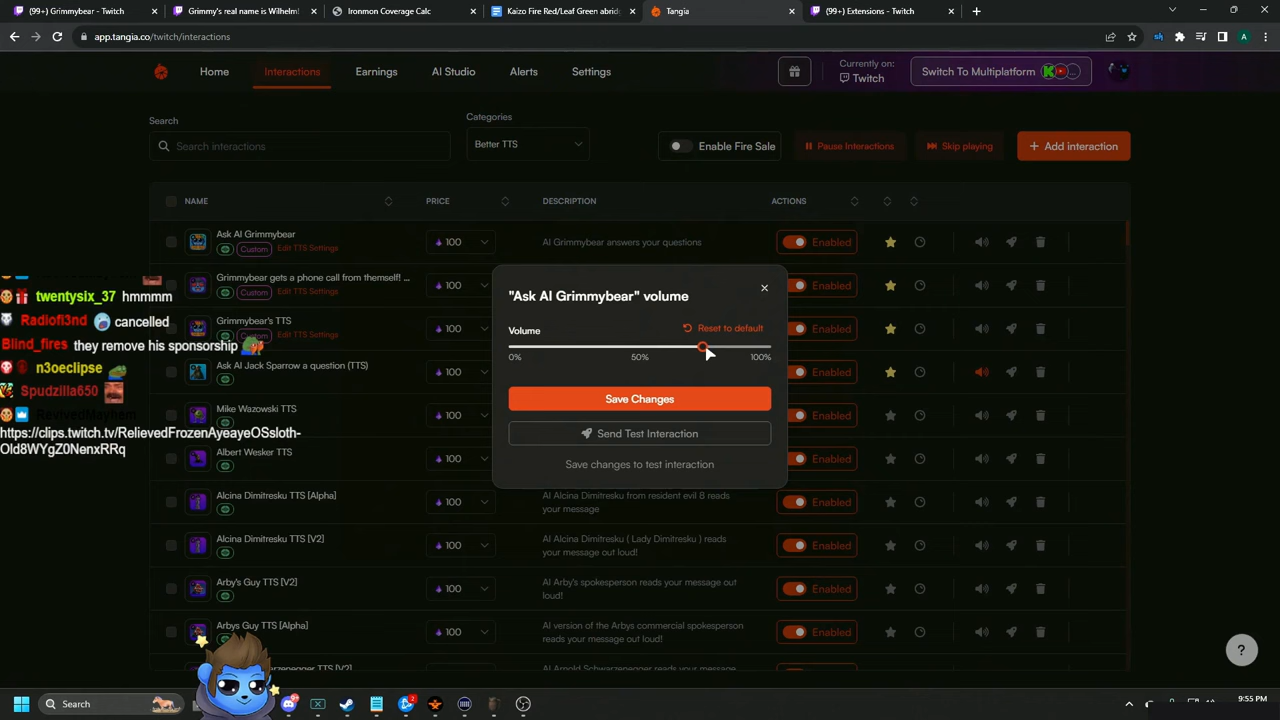 (99+) Grimmybear - Twitch
Grimmy's real name is Wilhelm!
Ironmon Coverage Calc
Kaizo Fire Red/Leaf Green abrid
Tangia
(99+) Extensions - Twitch
app.tangia.co/twitch/interactions
A
Home
Interactions
Earnings
AI Studio
Alerts
Settings
Currently on:
Twitch
Switch To Multiplatform
Search
Search interactions
Categories
Better TTS
Enable Fire Sale
Pause Interactions
Skip playing
Add interaction
NAME
PRICE
DESCRIPTION
ACTIONS
Ask AI Grimmybear
Custom
Edit TTS Settings
100
AI Grimmybear answers your questions
Enabled
Grimmybear gets a phone call from themself! ...
Custom
Edit TTS Settings
100
Enabled
Grimmybear's TTS
Custom
Edit TTS Settings
100
Enabled
Ask AI Jack Sparrow a question (TTS)
100
Enabled
Mike Wazowski TTS
100
Enabled
Albert Wesker TTS
100
Enabled
Alcina Dimitresku TTS [Alpha]
100
AI Alcina Dimitresku from resident evil 8 reads
your message
Enabled
Alcina Dimitresku TTS [V2]
100
AI Alcina Dimitresku ( Lady Dimitresku ) reads
your message out loud!
Enabled
Arby's Guy TTS [V2]
100
AI Arby's spokesperson reads your message out
loud!
Enabled
Arbys Guy TTS [Alpha]
100
AI version of the Arbys commercial spokesperson
reads your message out loud!
Enabled
"Ask AI Grimmybear" volume
Volume
Reset to default
0%
50%
100%
Save Changes
Send Test Interaction
Save changes to test interaction
twentysix_37 hmmmm
Radiofi3nd cancelled
Blind_fires they remove his sponsorship
n3oeclipse
Spudzilla650
RevivedMayhem
https://clips.twitch.tv/RelievedFrozenAyeayeOSsloth-
Old8WYgZ0NenxRRq
?
Search
9:55 PM